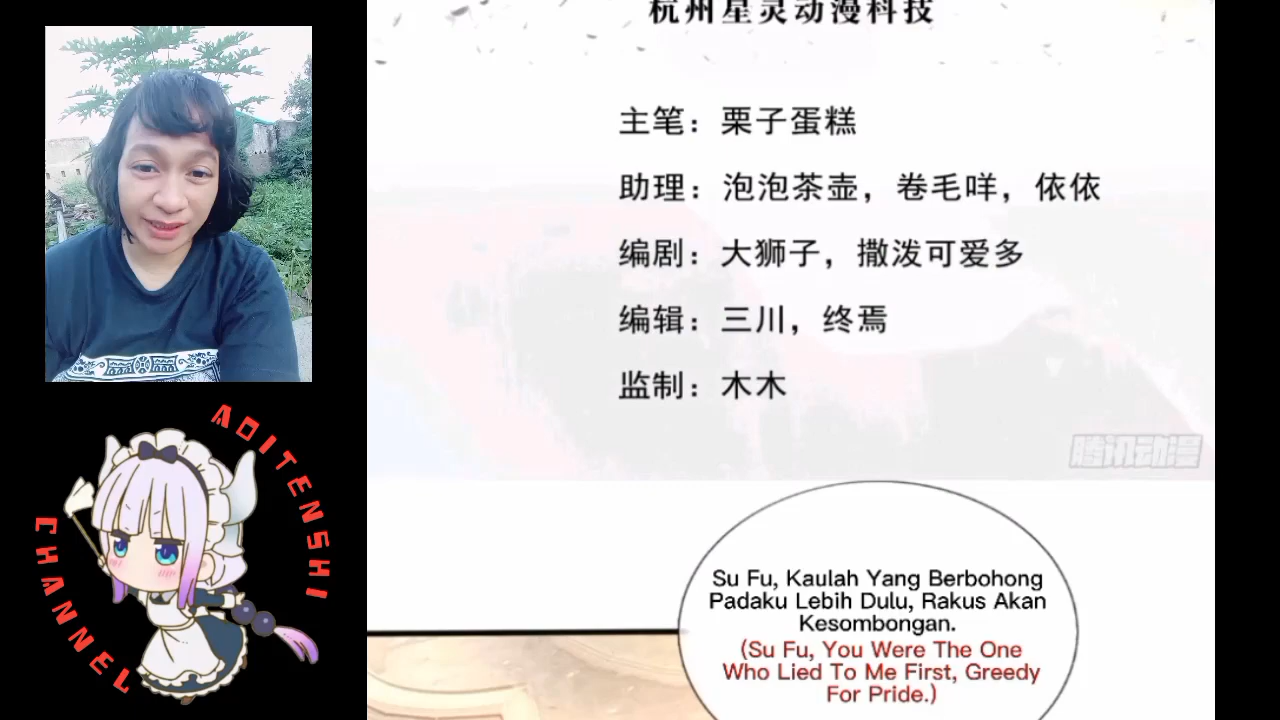 杭州星灵动漫科技
主笔：栗子蛋糕
助理：泡泡茶壶，卷毛咩，依依
编剧：大狮子，撒泼可爱多
编辑：三川，终焉
监制：木木
腾讯动漫
Su Fu, Kaulah Yang Berbohong
Padaku Lebih Dulu, Rakus Akan
Kesombongan.
(Su Fu, You Were The One
Who Lied To Me First, Greedy
For Pride.)
AOITENSHI
CHANNEL